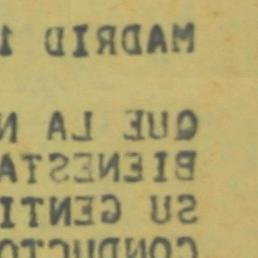 MADRID 1
QUE LA N
BIENESTA
SU GENTI
CONDUCTO